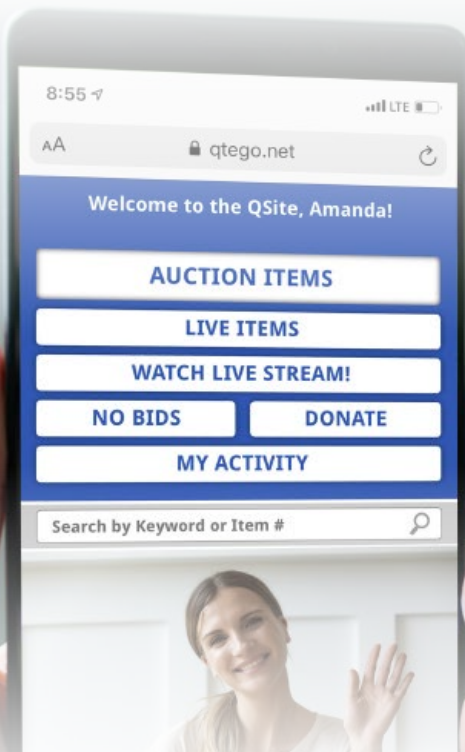 8:55
LTE
AA
qtego.net
Welcome to the QSite, Amanda!
AUCTION ITEMS
LIVE ITEMS
WATCH LIVE STREAM!
NO BIDS DONATE
MY ACTIVITY
Search by Keyword or Item #